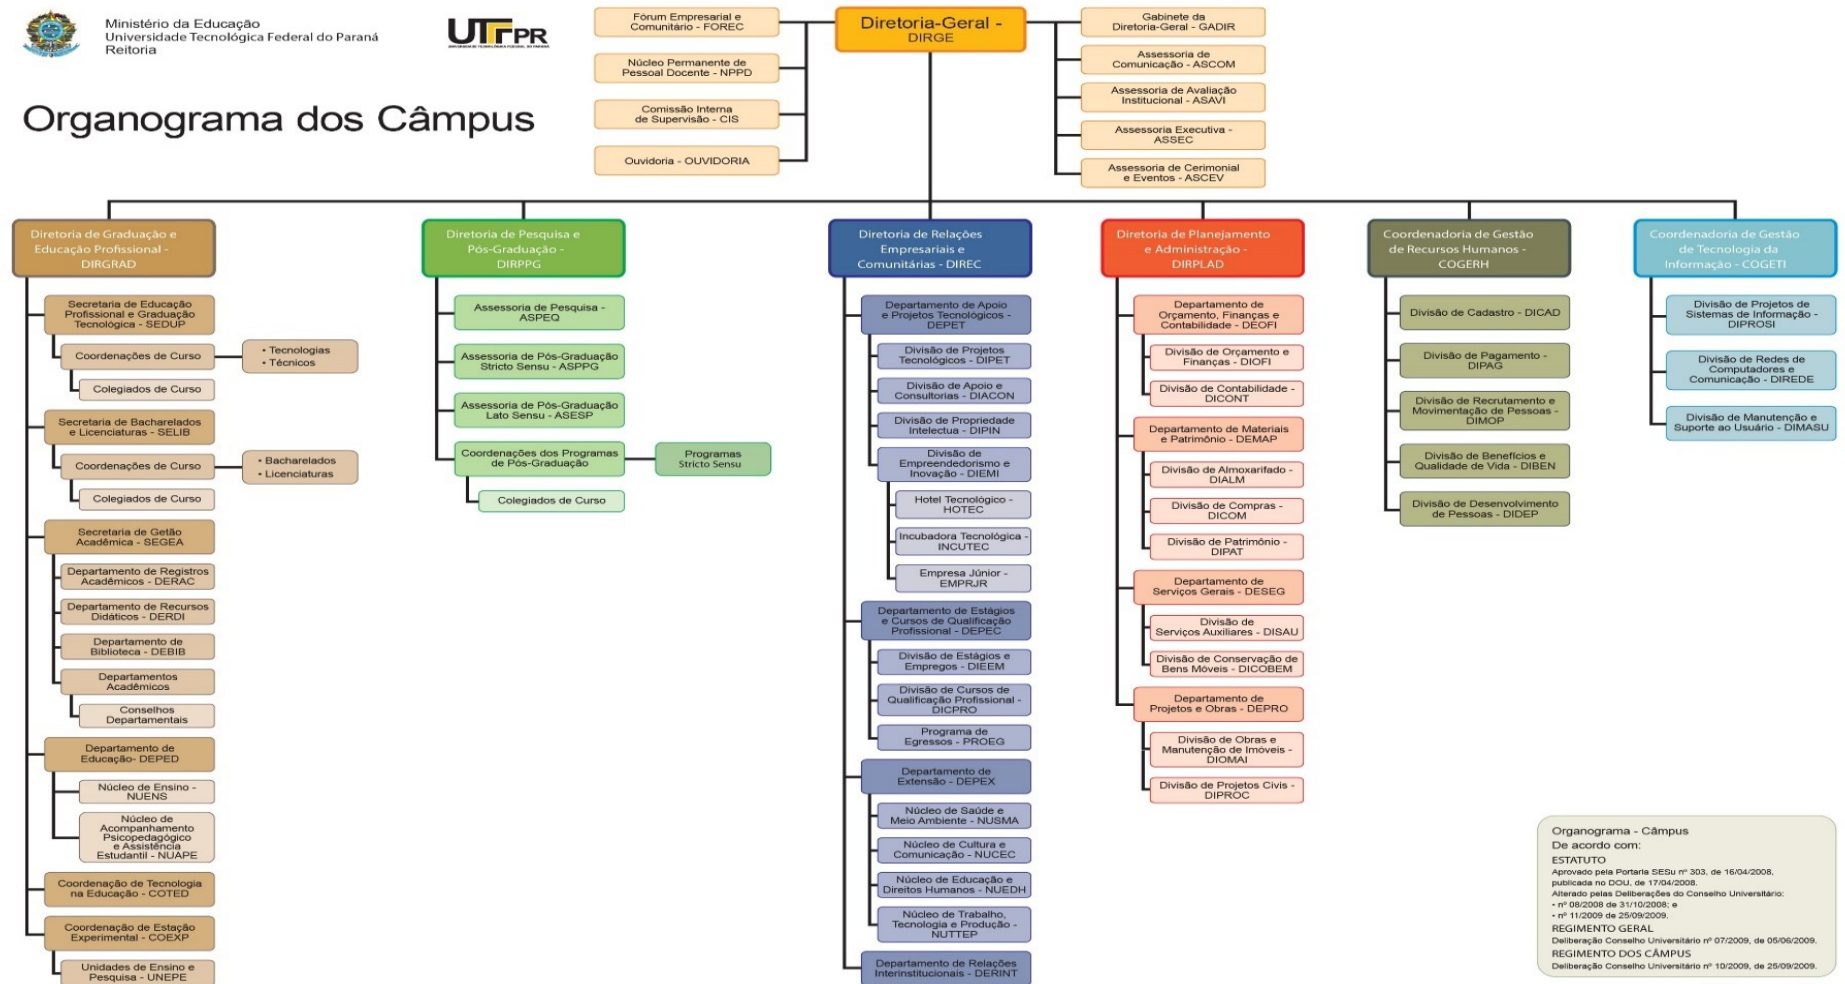 Ministério da Educação
Universidade Tecnológica Federal do Paraná
Reitoria
UTFPR
UNIVERSIDADE TECNOLÓGICA FEDERAL DO PARANÁ
Organograma dos Câmpus
Fórum Empresarial e
Comunitário - FOREC
Núcleo Permanente de
Pessoal Docente - NPPD
Comissão Interna
de Supervisão - CIS
Ouvidoria - OUVIDORIA
Diretoria-Geral -
DIRGE
Gabinete da
Diretoria-Geral - GADIR
Assessoria de
Comunicação - ASCOM
Assessoria de Avaliação
Institucional - ASAVI
Assessoria Executiva -
ASSEC
Assessoria de Cerimonial
e Eventos - ASCEV
Diretoria de Graduação e
Educação Profissional -
DIRGRAD
Secretaria de Educação
Profissional e Graduação
Tecnológica - SEDUP
Coordenações de Curso
• Tecnologias
• Técnicos
Colegiados de Curso
Secretaria de Bacharelados
e Licenciaturas - SELIB
Coordenações de Curso
• Bacharelados
• Licenciaturas
Colegiados de Curso
Secretaria de Getão
Acadêmica - SEGEA
Departamento de Registros
Acadêmicos - DERAC
Departamento de Recursos
Didáticos - DERDI
Departamento de
Biblioteca - DEBIB
Departamentos
Acadêmicos
Conselhos
Departamentais
Departamento de
Educação- DEPED
Núcleo de Ensino -
NUENS
Núcleo de
Acompanhamento
Psicopedagógico
e Assistência
Estudantil - NUAPE
Coordenação de Tecnologia
na Educação - COTED
Coordenação de Estação
Experimental - COEXP
Unidades de Ensino e
Pesquisa - UNEPE
Diretoria de Pesquisa e
Pós-Graduação -
DIRPPG
Assessoria de Pesquisa -
ASPEQ
Assessoria de Pós-Graduação
Stricto Sensu - ASPPG
Assessoria de Pós-Graduação
Lato Sensu - ASESP
Coordenações dos Programas
de Pós-Graduação
Programas
Stricto Sensu
Colegiados de Curso
Diretoria de Relações
Empresariais e
Comunitárias - DIREC
Departamento de Apoio
e Projetos Tecnológicos -
DEPET
Divisão de Projetos
Tecnológicos - DIPET
Divisão de Apoio e
Consultorias - DIACON
Divisão de Propriedade
Intelectua - DIPIN
Divisão de
Empreendedorismo e
Inovação - DIEMI
Hotel Tecnológico -
HOTEC
Incubadora Tecnológica -
INCUTEC
Empresa Júnior -
EMPRJR
Departamento de Estágios
e Cursos de Qualificação
Profissional - DEPEC
Divisão de Estágios e
Empregos - DIEEM
Divisão de Cursos de
Qualificação Profissional -
DICPRO
Programa de
Egressos - PROEG
Departamento de
Extensão - DEPEX
Núcleo de Saúde e
Meio Ambiente - NUSMA
Núcleo de Cultura e
Comunicação - NUCEC
Núcleo de Educação e
Direitos Humanos - NUEDH
Núcleo de Trabalho,
Tecnologia e Produção -
NUTTEP
Departamento de Relações
Interinstitucionais - DERINT
Diretoria de Planejamento
e Administração -
DIRPLAD
Departamento de
Orçamento, Finanças e
Contabilidade - DEOFI
Divisão de Orçamento e
Finanças - DIOFI
Divisão de Contabilidade -
DICONT
Departamento de Materiais
e Patrimônio - DEMAP
Divisão de Almoxarifado -
DIALM
Divisão de Compras -
DICOM
Divisão de Patrimônio -
DIPAT
Departamento de
Serviços Gerais - DESEG
Divisão de
Serviços Auxiliares - DISAU
Divisão de Conservação de
Bens Móveis - DICOBEM
Departamento de
Projetos e Obras - DEPRO
Divisão de Obras e
Manutenção de Imóveis -
DIOMAI
Divisão de Projetos Civis -
DIPROC
Coordenadoria de Gestão
de Recursos Humanos -
COGERH
Divisão de Cadastro - DICAD
Divisão de Pagamento -
DIPAG
Divisão de Recrutamento e
Movimentação de Pessoas -
DIMOP
Divisão de Benefícios e
Qualidade de Vida - DIBEN
Divisão de Desenvolvimento
de Pessoas - DIDEP
Coordenadoria de Gestão
de Tecnologia da
Informação - COGETI
Divisão de Projetos de
Sistemas de Informação -
DIPROSI
Divisão de Redes de
Computadores e
Comunicação - DIREDE
Divisão de Manutenção e
Suporte ao Usuário - DIMASU
Organograma - Câmpus
De acordo com:
ESTATUTO
Aprovado pela Portaria SESu nº 303, de 16/04/2008,
publicada no DOU, de 17/04/2008.
Alterado pelas Deliberações do Conselho Universitário:
- nº 08/2008 de 31/10/2008; e
- nº 11/2009 de 25/09/2009.
REGIMENTO GERAL
Deliberação Conselho Universitário nº 07/2009, de 05/06/2009.
REGIMENTO DOS CÂMPUS
Deliberação Conselho Universitário nº 10/2009, de 25/09/2009.